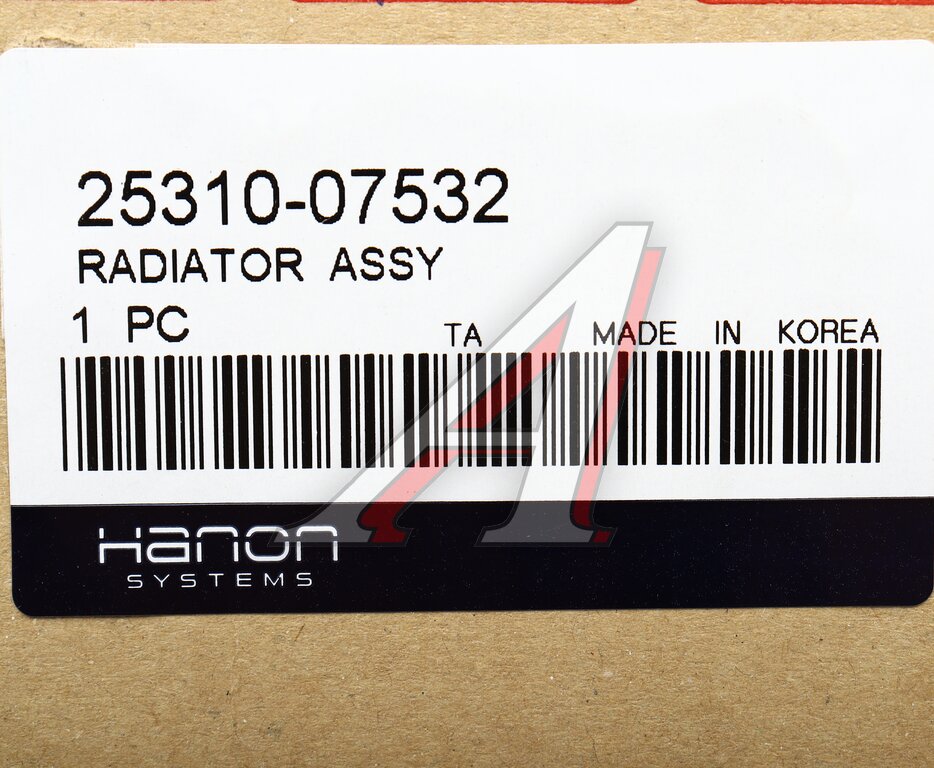 25310-07532
RADIATOR ASSY
1 PC TA MADE IN KOREA
Hanon
SYSTEMS